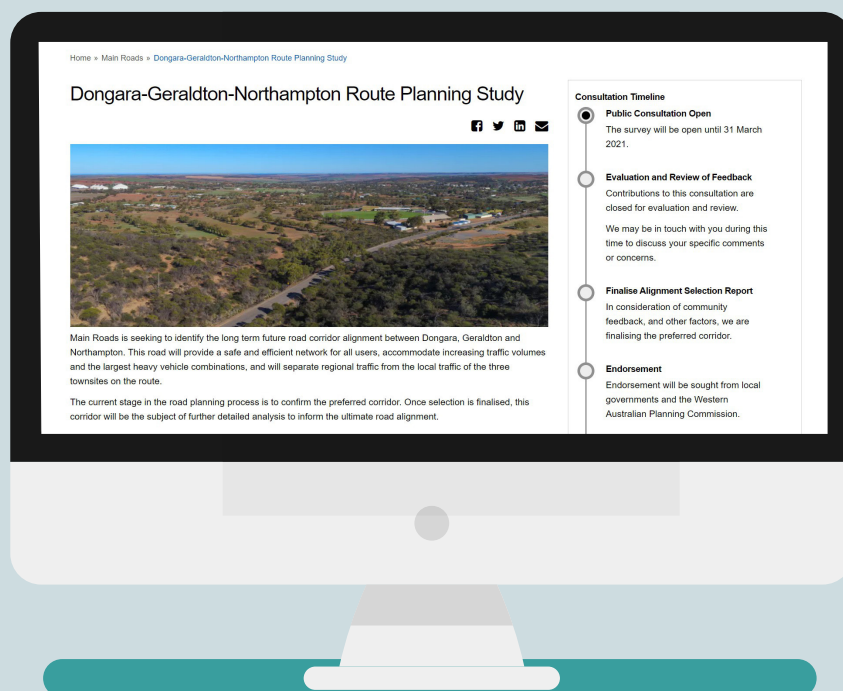 Home » Main Roads » Dongara-Geraldton-Northampton Route Planning Study
Dongara-Geraldton-Northampton Route Planning Study
Main Roads is seeking to identify the long term future road corridor alignment between Dongara, Geraldton and
Northampton. This road will provide a safe and efficient network for all users, accommodate increasing traffic volumes
and the largest heavy vehicle combinations, and will separate regional traffic from the local traffic of the three
townsites on the route.
The current stage in the road planning process is to confirm the preferred corridor. Once selection is finalised, this
corridor will be the subject of further detailed analysis to inform the ultimate road alignment.
Consultation Timeline
Public Consultation Open
The survey will be open until 31 March
2021.
Evaluation and Review of Feedback
Contributions to this consultation are
closed for evaluation and review.
We may be in touch with you during this
time to discuss your specific comments
or concerns.
Finalise Alignment Selection Report
In consideration of community
feedback, and other factors, we are
finalising the preferred corridor.
Endorsement
Endorsement will be sought from local
governments and the Western
Australian Planning Commission.